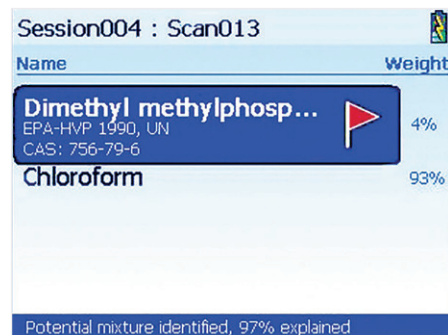 Session004 : Scan013
Name Weight
Dimethyl methylphosp...
EPA-HVP 1990, UN
CAS: 756-79-6
4%
Chloroform 93%
Potential mixture identified, 97% explained